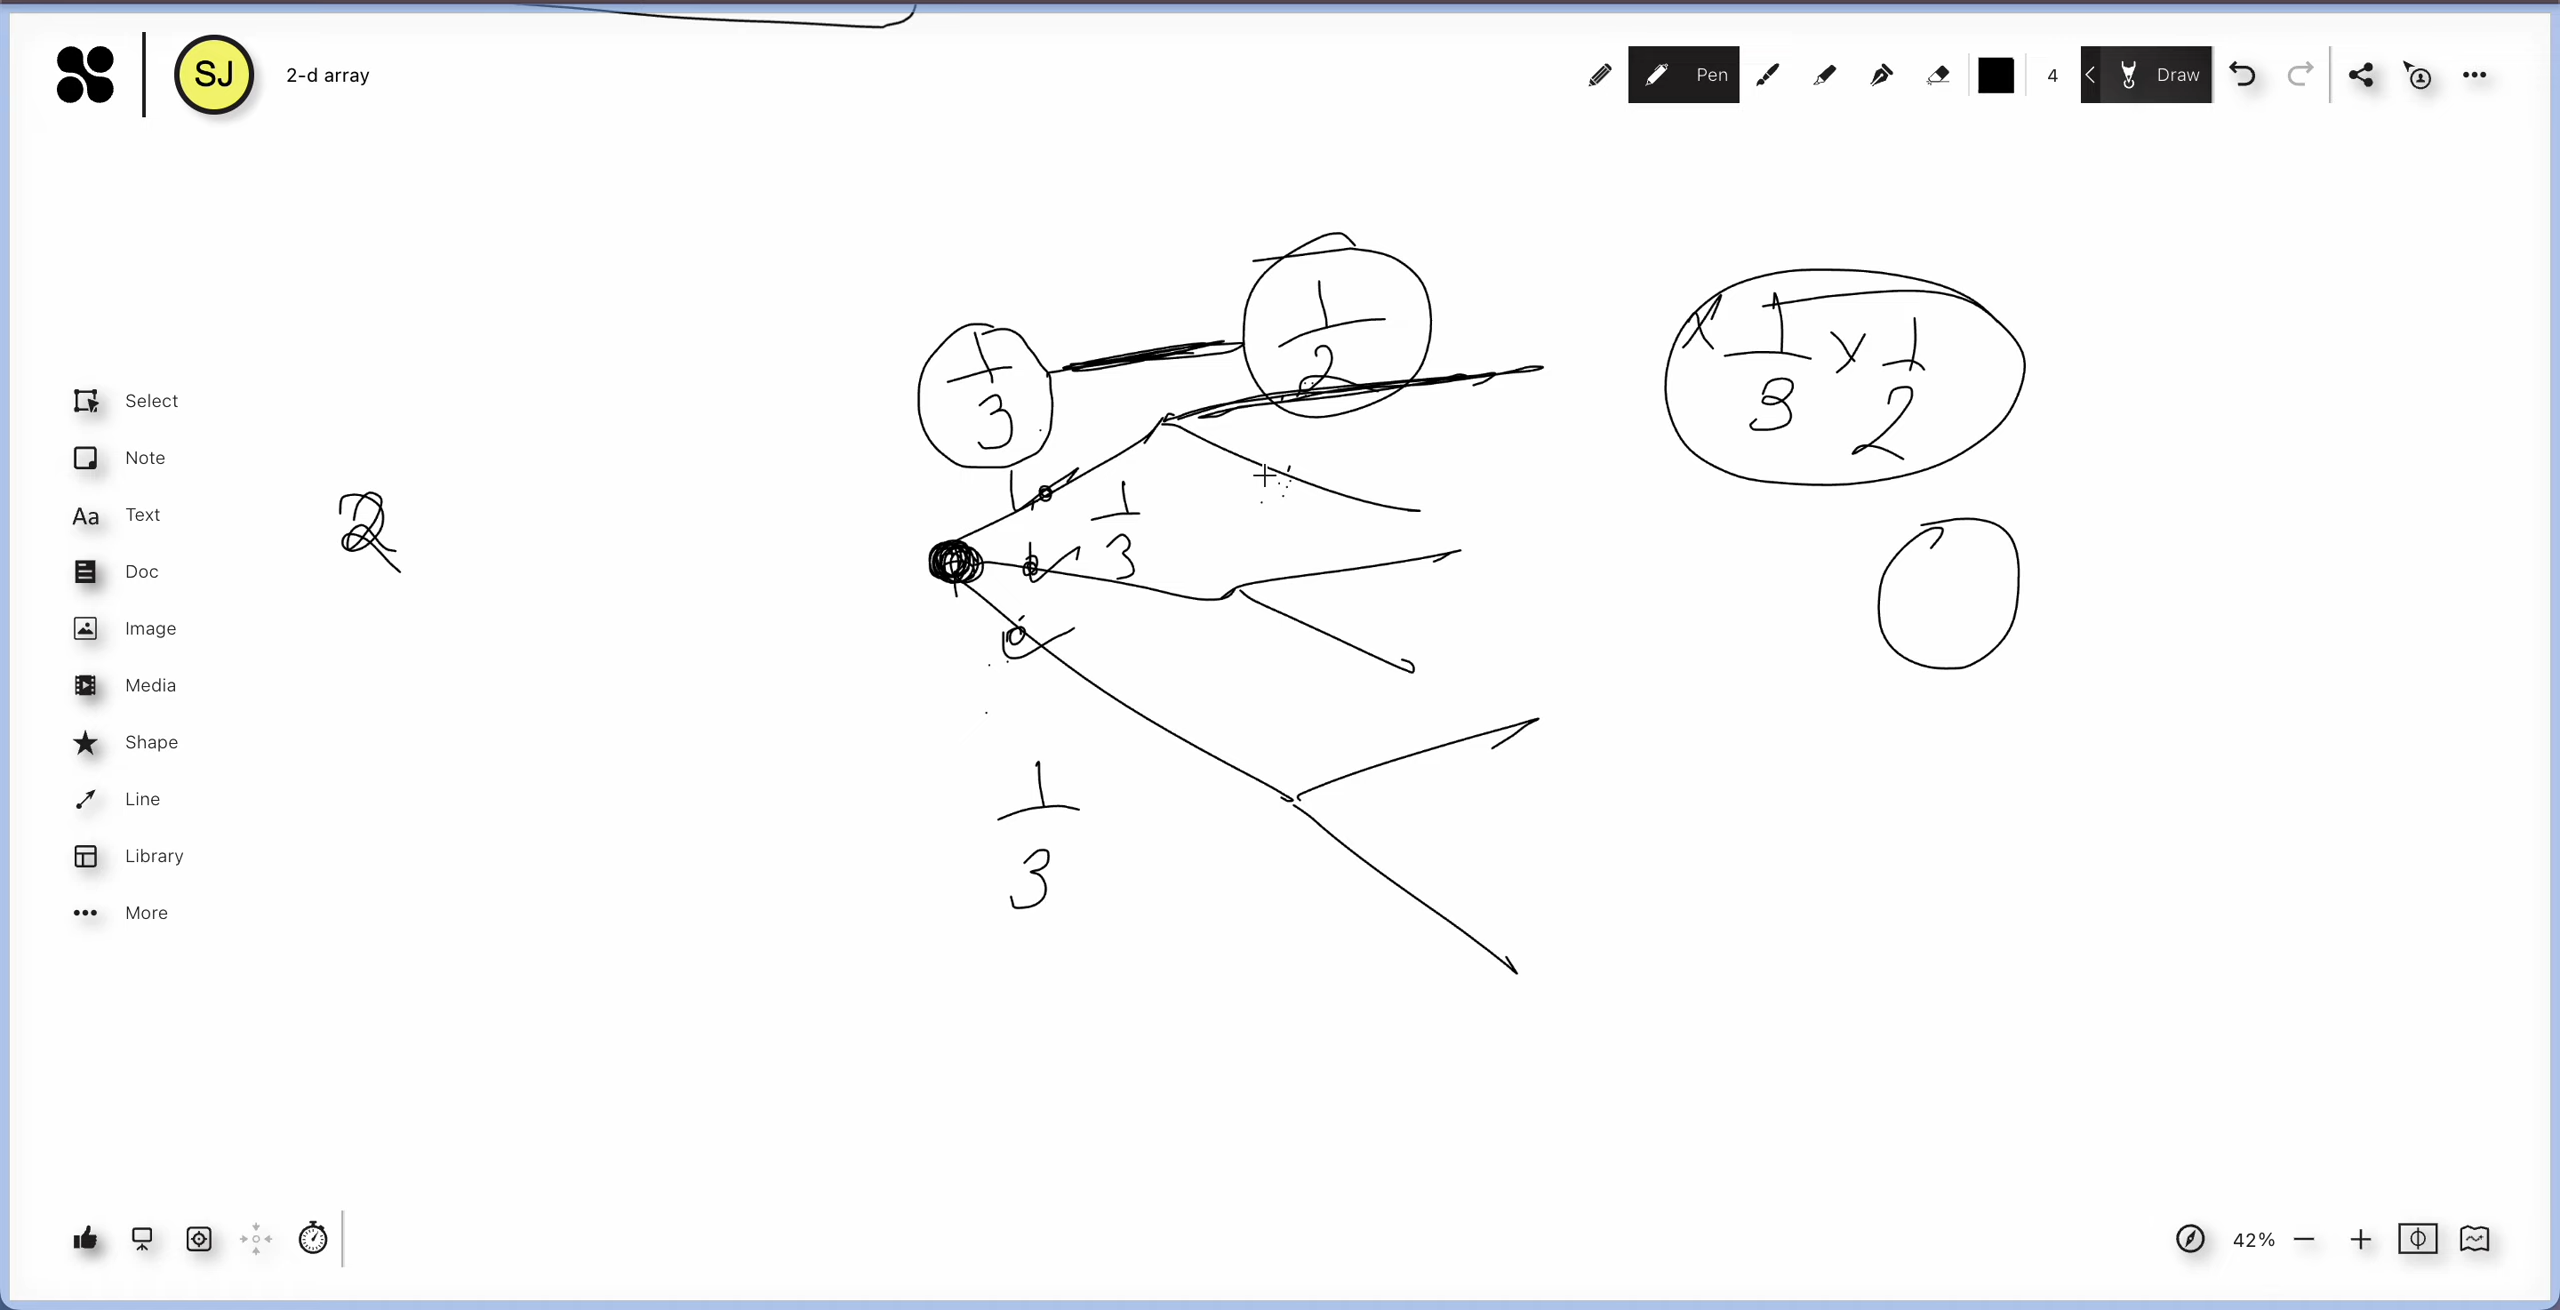 SJ 2-d array Pen 4 Draw
1
2
1
3
x 1 y 1
3 2
Select
Note
Text
Doc
Image
Media
Shape
Line
Library
More
2
1
3
1
3
42%